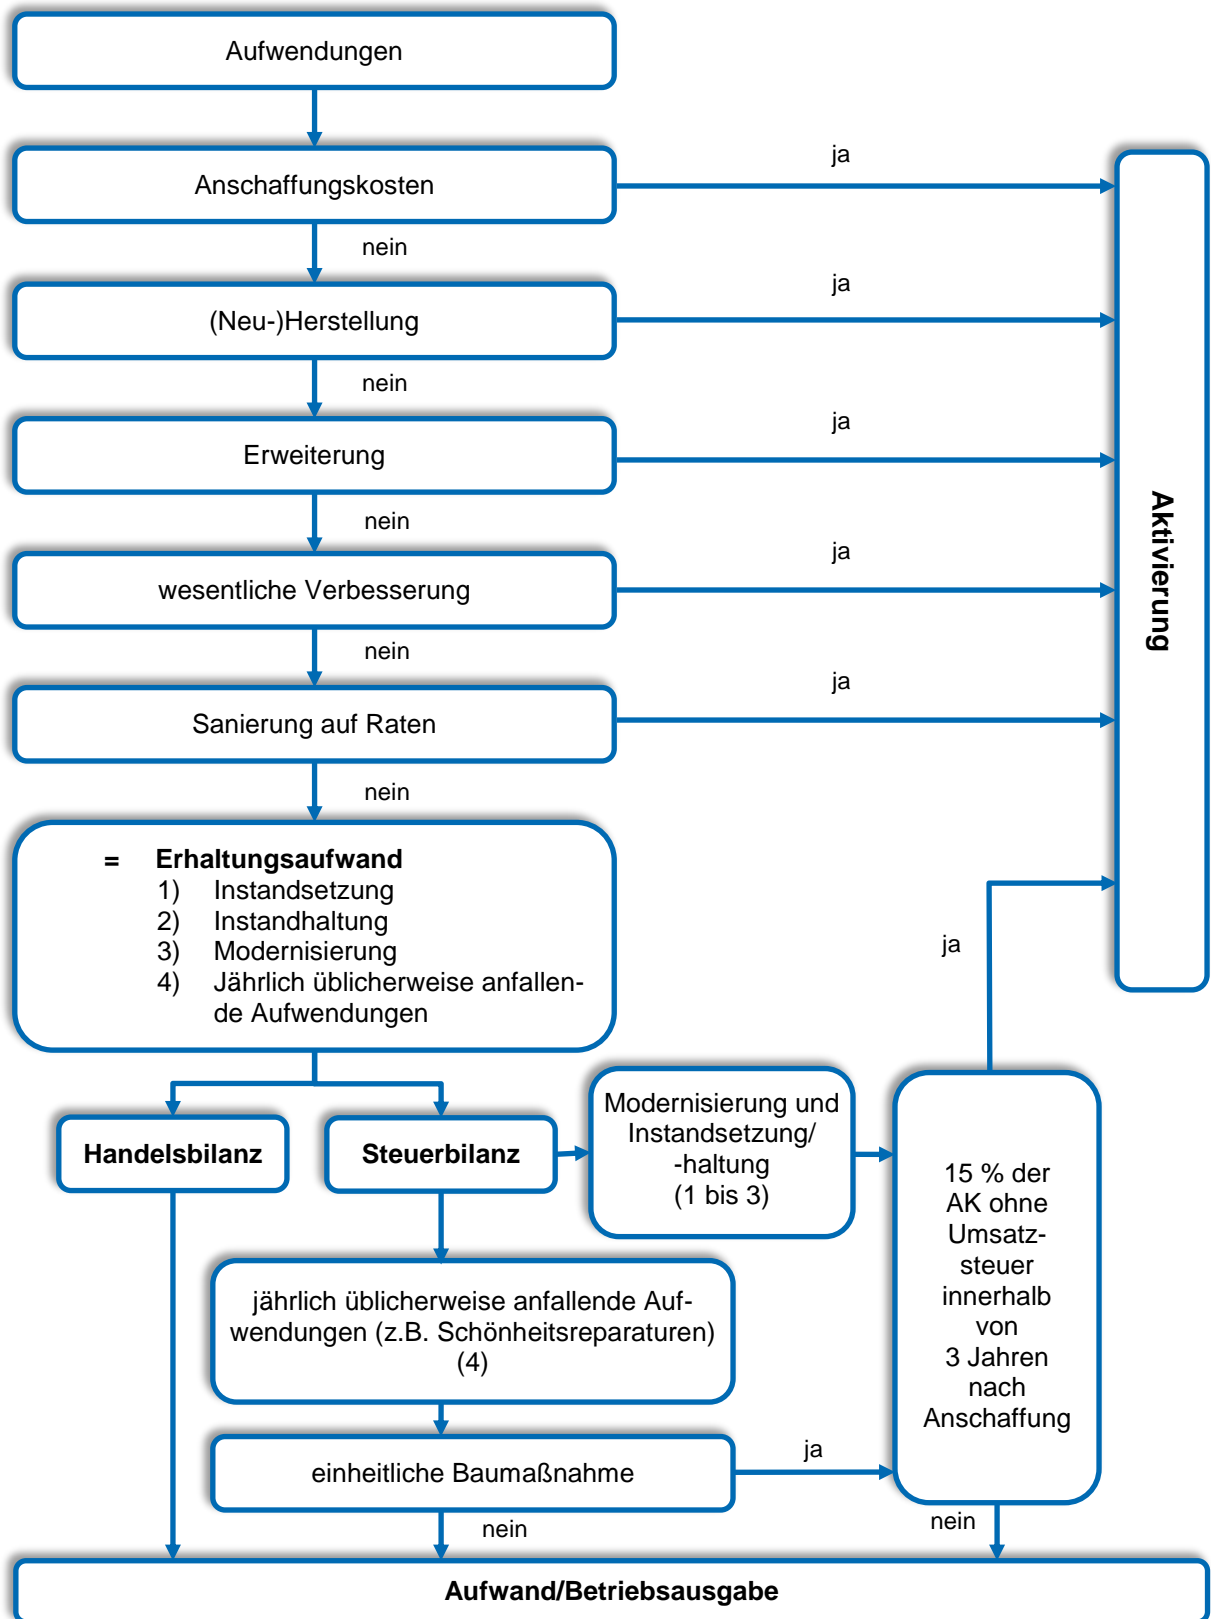 Aufwendungen
ja
Anschaffungskosten
nein
ja
(Neu-)Herstellung
nein
ja
Erweiterung
nein
ja
wesentliche Verbesserung
nein
ja
Sanierung auf Raten
nein
Aktivierung
= Erhaltungsaufwand
1) Instandsetzung
2) Instandhaltung
3) Modernisierung
4) Jährlich üblicherweise anfallen-
de Aufwendungen
ja
Handelsbilanz
Steuerbilanz
Modernisierung und
Instandsetzung/
-haltung
(1 bis 3)
15 % der
AK ohne
Umsatz-
steuer
innerhalb
von
3 Jahren
nach
Anschaffung
jährlich üblicherweise anfallende Auf-
wendungen (z.B. Schönheitsreparaturen)
(4)
einheitliche Baumaßnahme
ja
nein
nein
Aufwand/Betriebsausgabe